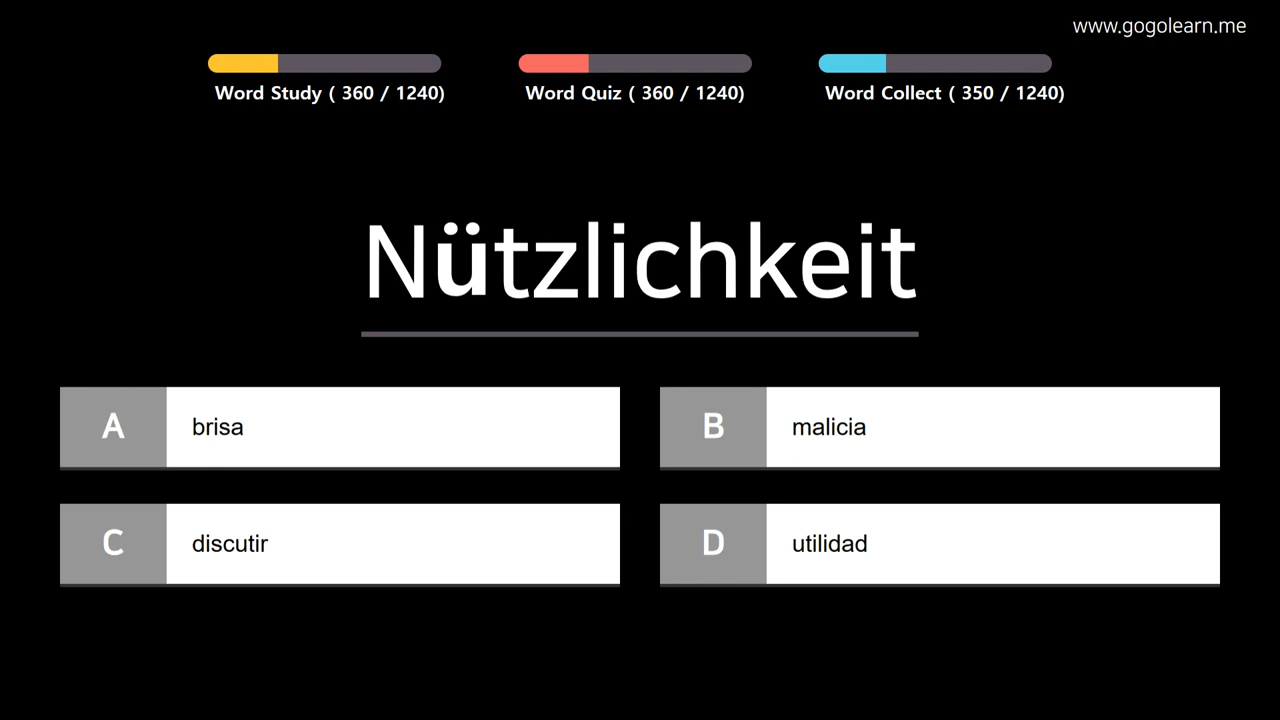 www.gogolearn.me
Word Study ( 360 / 1240)
Word Quiz ( 360 / 1240)
Word Collect ( 350 / 1240)
Nützlichkeit
A brisa
B malicia
C discutir
D utilidad